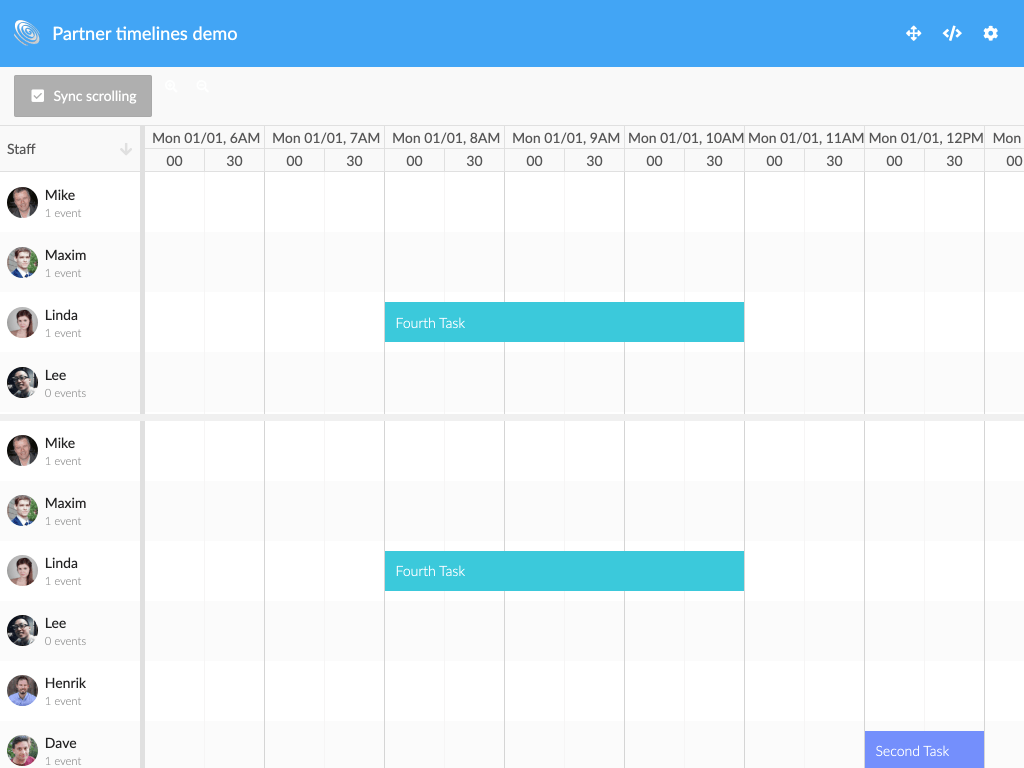 Partner timelines demo
Sync scrolling
Staff
Mon 01/01, 6AM Mon 01/01, 7AM Mon 01/01, 8AM Mon 01/01, 9AM Mon 01/01, 10AM Mon 01/01, 11AM Mon 01/01, 12PM Mon
00 30 00 30 00 30 00 30 00 30 00 30 00 30 00
Mike
1 event
Maxim
1 event
Linda
1 event
Fourth Task
Lee
0 events
Mike
1 event
Maxim
1 event
Linda
1 event
Fourth Task
Lee
0 events
Henrik
1 event
Dave
1 event
Second Task